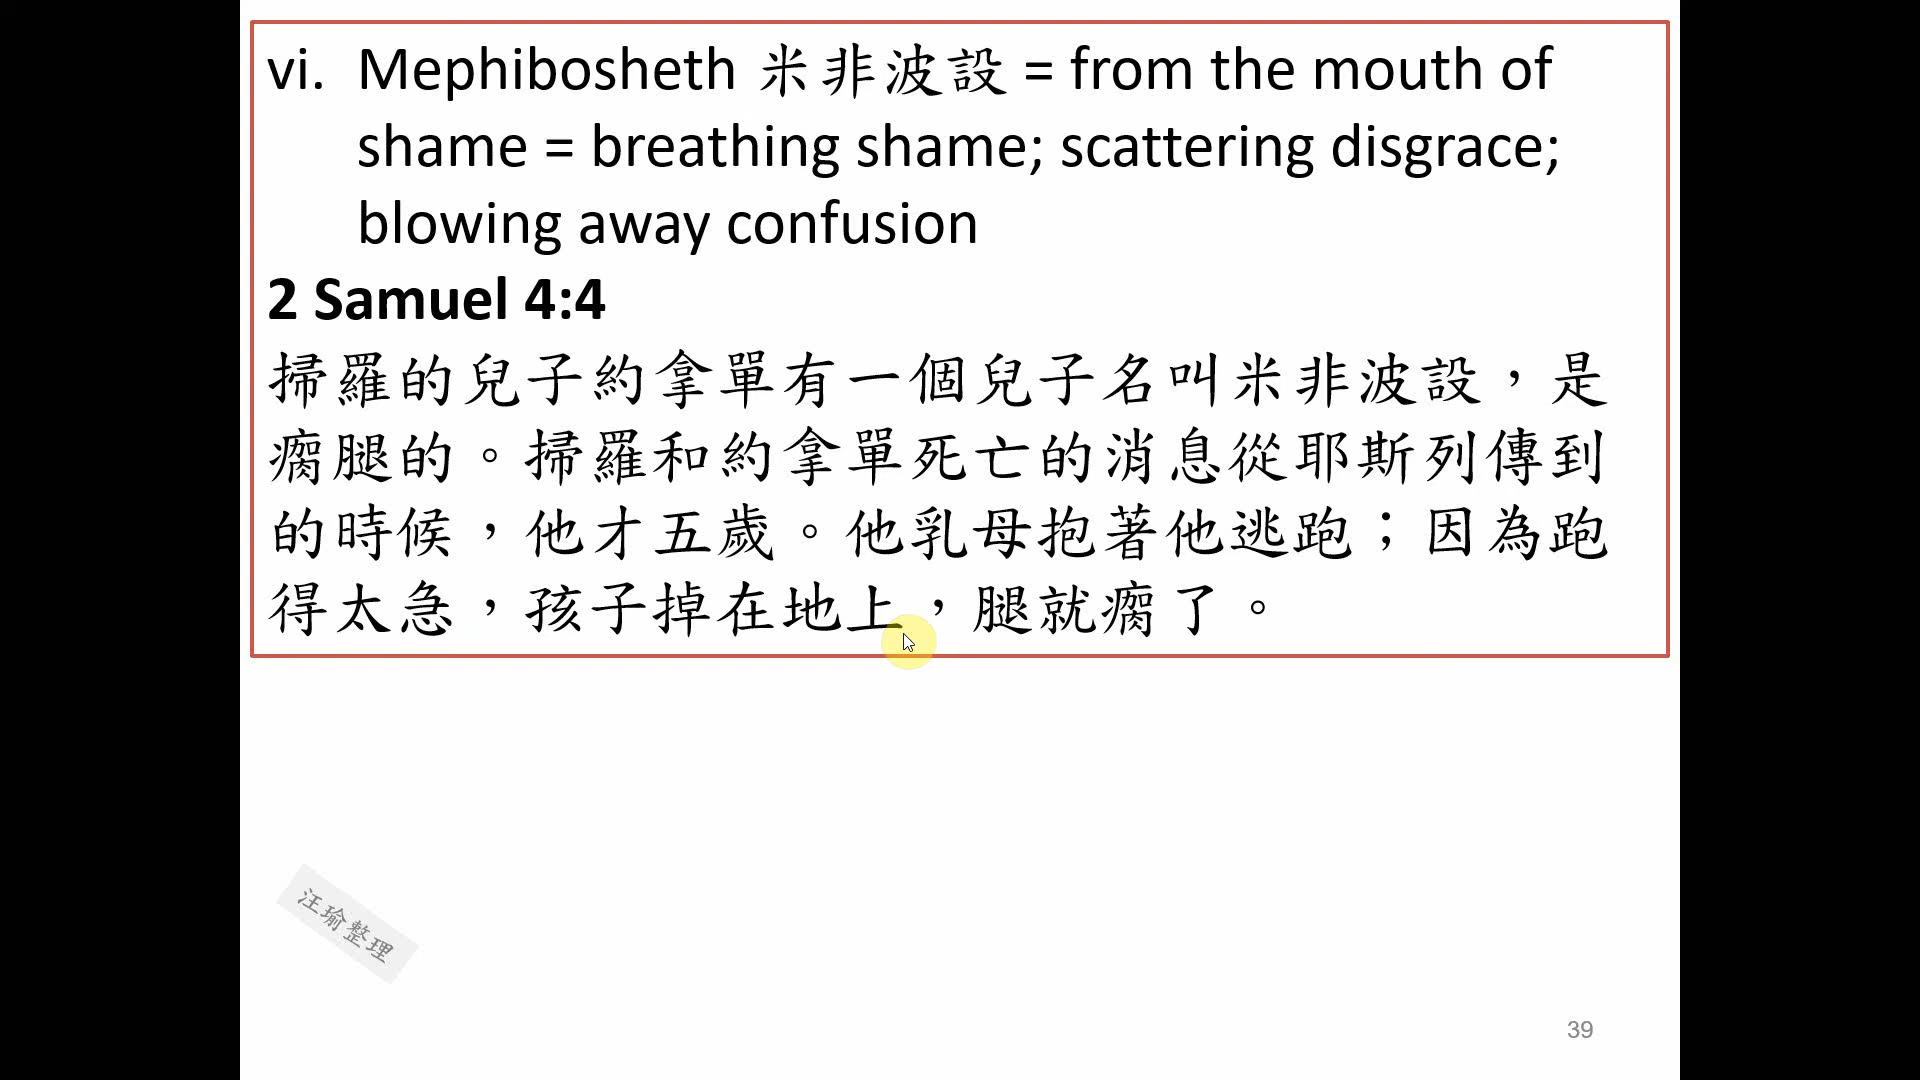 vi. Mephibosheth 米非波設 = from the mouth of
shame = breathing shame; scattering disgrace;
blowing away confusion
2 Samuel 4:4
掃羅的兒子約拿單有一個兒子名叫米非波設，是
瘸腿的。掃羅和約拿單死亡的消息從耶斯列傳到
的時候，他才五歲。他乳母抱著他逃跑；因為跑
得太急，孩子掉在地上，腿就瘸了。
汪瑜整理
39